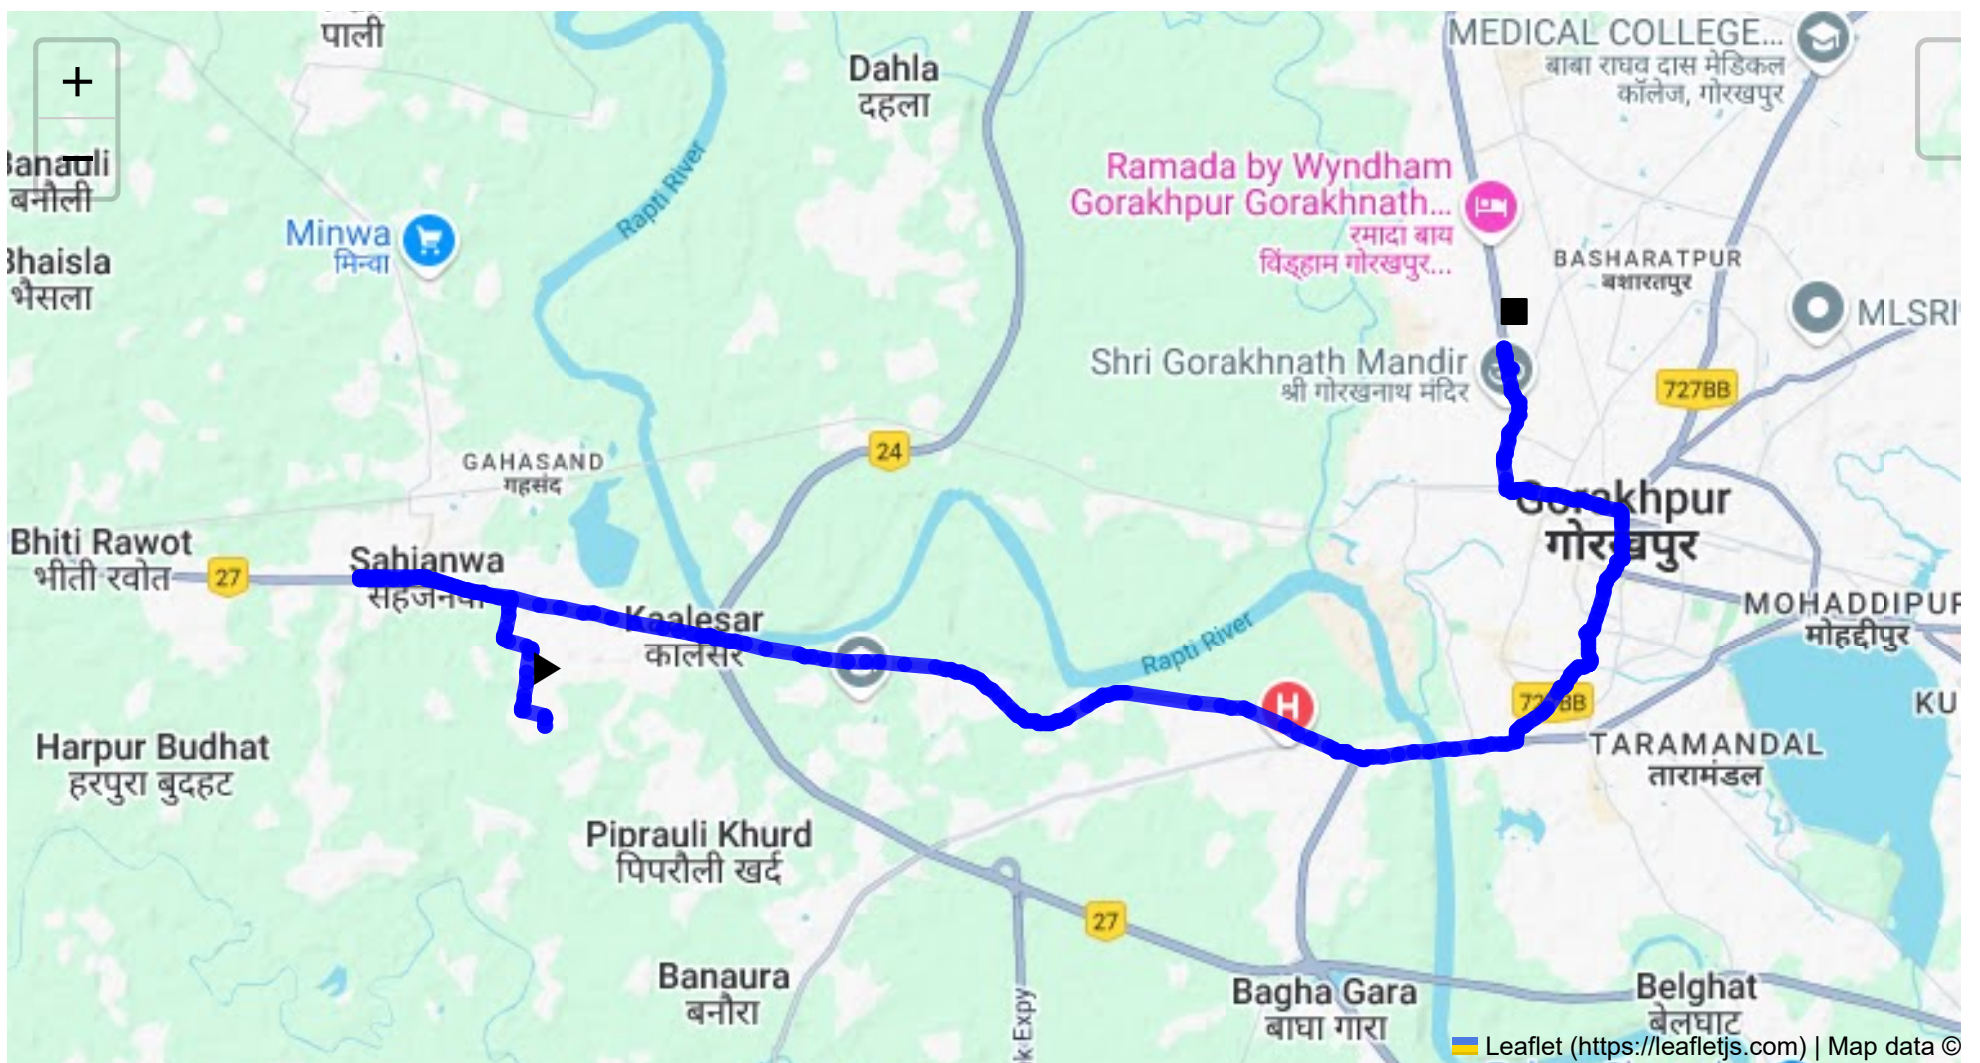 पाली
Dahla
दहला
MEDICAL COLLEGE...
बाबा राघव दास मेडिकल
कॉलेज, गोरखपुर
+
−
Banauli
बनौली
Rapti River
Ramada by Wyndham
Gorakhpur Gorakhnath...
रमादा बाय
विंड्हाम गोरखपुर...
Minwa
मिन्वा
Bhaisla
भैसला
BASHARATPUR
बशारतपुर
MLSRI
Shri Gorakhnath Mandir
श्री गोरखनाथ मंदिर
727BB
24
GAHASAND
गहसंद
Gorakhpur
गोरखपुर
Bhiti Rawot
भीती रवोत
27
Sahjanwa
सहजनवा
Kaalesar
कालेसर
MOHADDIPUR
मोहद्दीपुर
Rapti River
H
727BB
KU
Harpur Budhat
हरपुरा बुदहट
TARAMANDAL
तारामंडल
Piprauli Khurd
पिपरौली खर्द
27
Banaura
बनौरा
k Expy
Bagha Gara
बाघा गारा
Belghat
बेलघाट
Leaflet (https://leafletjs.com) | Map data ©